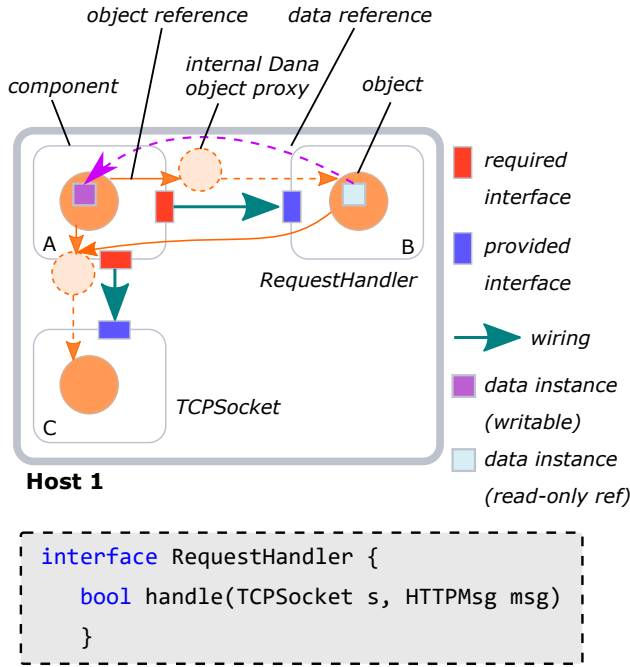 object reference
data reference
internal Dana
object proxy
object
component
required
interface
A
B
RequestHandler
provided
interface
wiring
TCPSocket
C
data instance
(writable)
data instance
(read-only ref)
Host 1
interface RequestHandler {
bool handle(TCPSocket s, HTTPMsg msg)
}